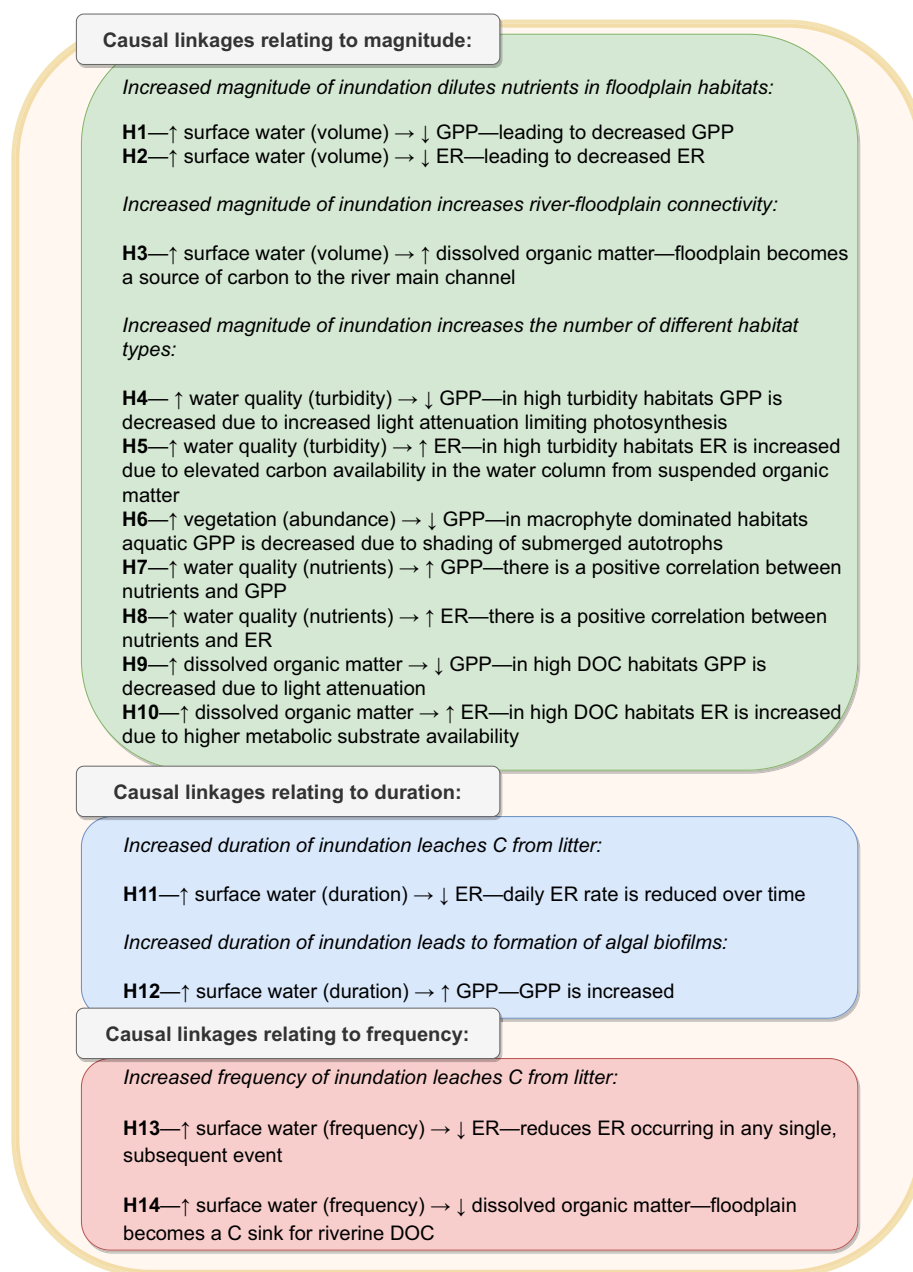 Causal linkages relating to magnitude:
Increased magnitude of inundation dilutes nutrients in floodplain habitats:
H1—↑ surface water (volume) → ↓ GPP—leading to decreased GPP
H2—↑ surface water (volume) → ↓ ER—leading to decreased ER
Increased magnitude of inundation increases river-floodplain connectivity:
H3—↑ surface water (volume) → ↑ dissolved organic matter—floodplain becomes
a source of carbon to the river main channel
Increased magnitude of inundation increases the number of different habitat
types:
H4— ↑ water quality (turbidity) → ↓ GPP—in high turbidity habitats GPP is
decreased due to increased light attenuation limiting photosynthesis
H5—↑ water quality (turbidity) → ↑ ER—in high turbidity habitats ER is increased
due to elevated carbon availability in the water column from suspended organic
matter
H6—↑ vegetation (abundance) → ↓ GPP—in macrophyte dominated habitats
aquatic GPP is decreased due to shading of submerged autotrophs
H7—↑ water quality (nutrients) → ↑ GPP—there is a positive correlation between
nutrients and GPP
H8—↑ water quality (nutrients) → ↑ ER—there is a positive correlation between
nutrients and ER
H9—↑ dissolved organic matter → ↓ GPP—in high DOC habitats GPP is
decreased due to light attenuation
H10—↑ dissolved organic matter → ↑ ER—in high DOC habitats ER is increased
due to higher metabolic substrate availability
Causal linkages relating to duration:
Increased duration of inundation leaches C from litter:
H11—↑ surface water (duration) → ↓ ER—daily ER rate is reduced over time
Increased duration of inundation leads to formation of algal biofilms:
H12—↑ surface water (duration) → ↑ GPP—GPP is increased
Causal linkages relating to frequency:
Increased frequency of inundation leaches C from litter:
H13—↑ surface water (frequency) → ↓ ER—reduces ER occurring in any single,
subsequent event
H14—↑ surface water (frequency) → ↓ dissolved organic matter—floodplain
becomes a C sink for riverine DOC